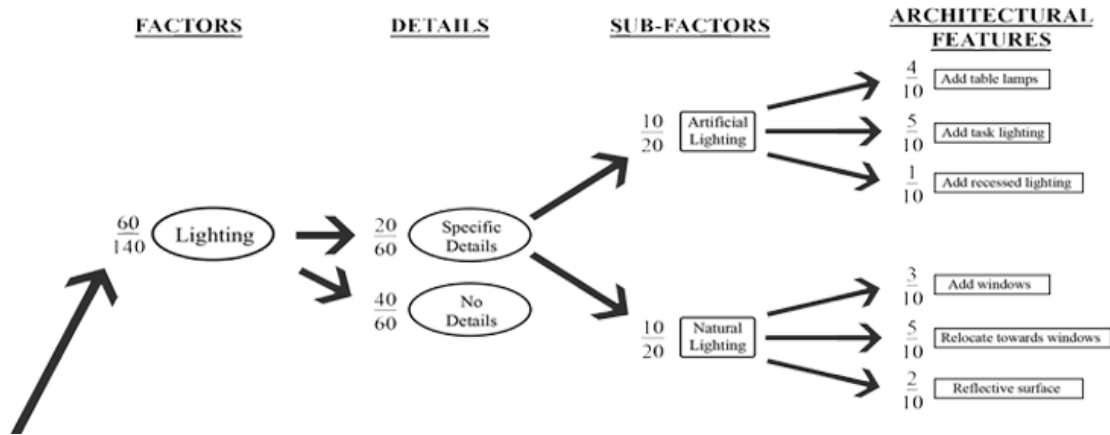 FACTORS
DETAILS
SUB-FACTORS
ARCHITECTURAL
FEATURES
4
10
Add table lamps
10
20
Artificial
Lighting
5
10
Add task lighting
1
10
Add recessed lighting
60
140
Lighting
20
60
Specific
Details
40
60
No
Details
3
10
Add windows
10
20
Natural
Lighting
5
10
Relocate towards windows
2
10
Reflective surface